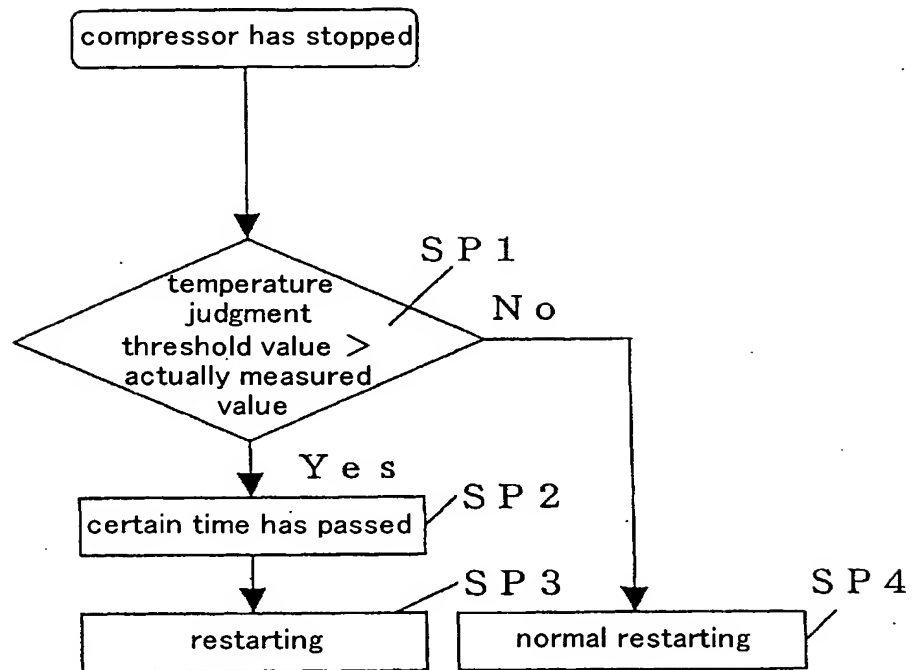 compressor has stopped
SP1
temperature
judgment
threshold value >
actually measured
value
No
Yes
SP2
certain time has passed
SP3
restarting
SP4
normal restarting